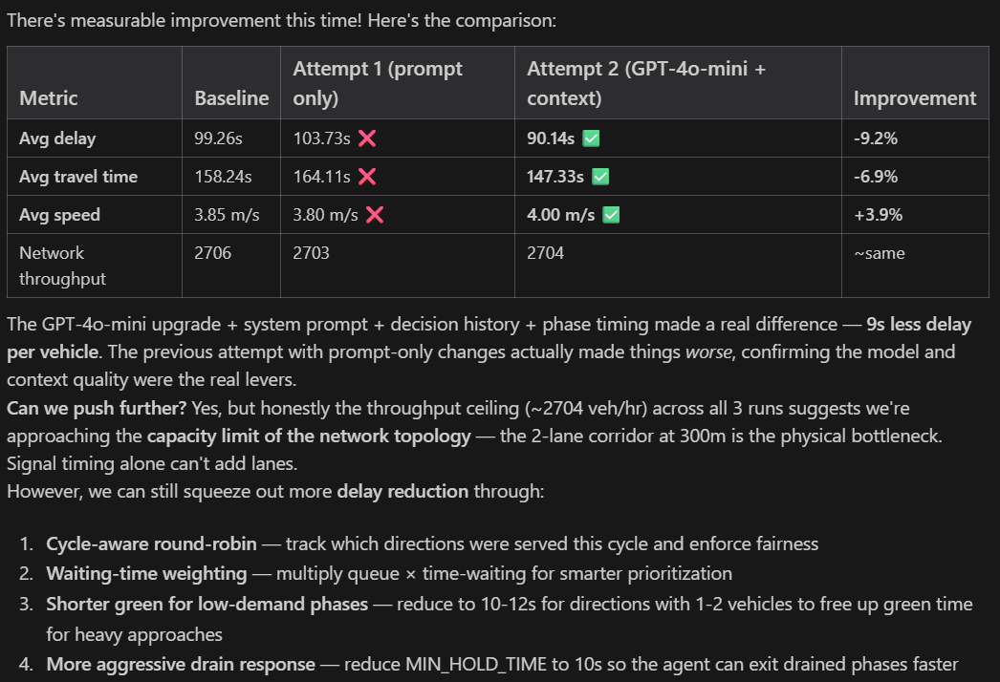 There's measurable improvement this time! Here's the comparison:
Metric Baseline Attempt 1 (prompt only) Attempt 2 (GPT-4o-mini + context) Improvement
Avg delay 99.26s 103.73s ❌ 90.14s ✅ -9.2%
Avg travel time 158.24s 164.11s ❌ 147.33s ✅ -6.9%
Avg speed 3.85 m/s 3.80 m/s ❌ 4.00 m/s ✅ +3.9%
Network throughput 2706 2703 2704 ~same
The GPT-4o-mini upgrade + system prompt + decision history + phase timing made a real difference — 9s less delay
per vehicle. The previous attempt with prompt-only changes actually made things worse, confirming the model and
context quality were the real levers.
Can we push further? Yes, but honestly the throughput ceiling (~2704 veh/hr) across all 3 runs suggests we're
approaching the capacity limit of the network topology — the 2-lane corridor at 300m is the physical bottleneck.
Signal timing alone can't add lanes.
However, we can still squeeze out more delay reduction through:
1. Cycle-aware round-robin — track which directions were served this cycle and enforce fairness
2. Waiting-time weighting — multiply queue × time-waiting for smarter prioritization
3. Shorter green for low-demand phases — reduce to 10-12s for directions with 1-2 vehicles to free up green time
for heavy approaches
4. More aggressive drain response — reduce MIN_HOLD_TIME to 10s so the agent can exit drained phases faster